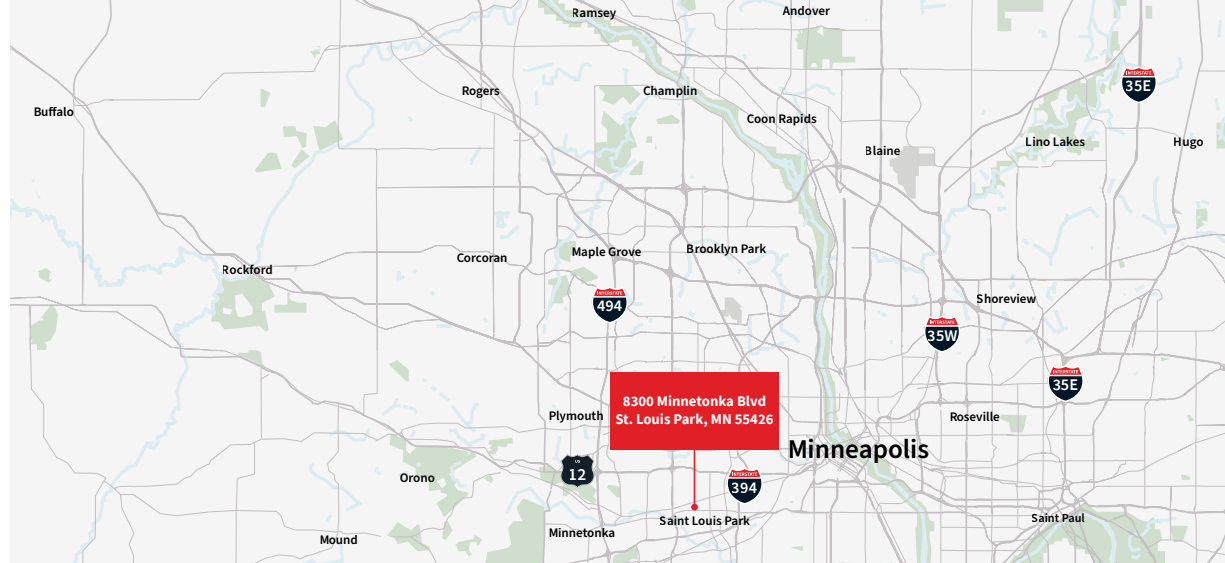 Ramsey
Andover
Buffalo
Rogers
Champlin
INTERSTATE
35E
Coon Rapids
Blaine
Lino Lakes
Hugo
Rockford
Corcoran
Maple Grove
Brooklyn Park
INTERSTATE
494
Shoreview
INTERSTATE
35W
INTERSTATE
35E
8300 Minnetonka Blvd
St. Louis Park, MN 55426
Plymouth
Roseville
Minneapolis
US
12
Orono
INTERSTATE
394
Saint Louis Park
Saint Paul
Minnetonka
Mound